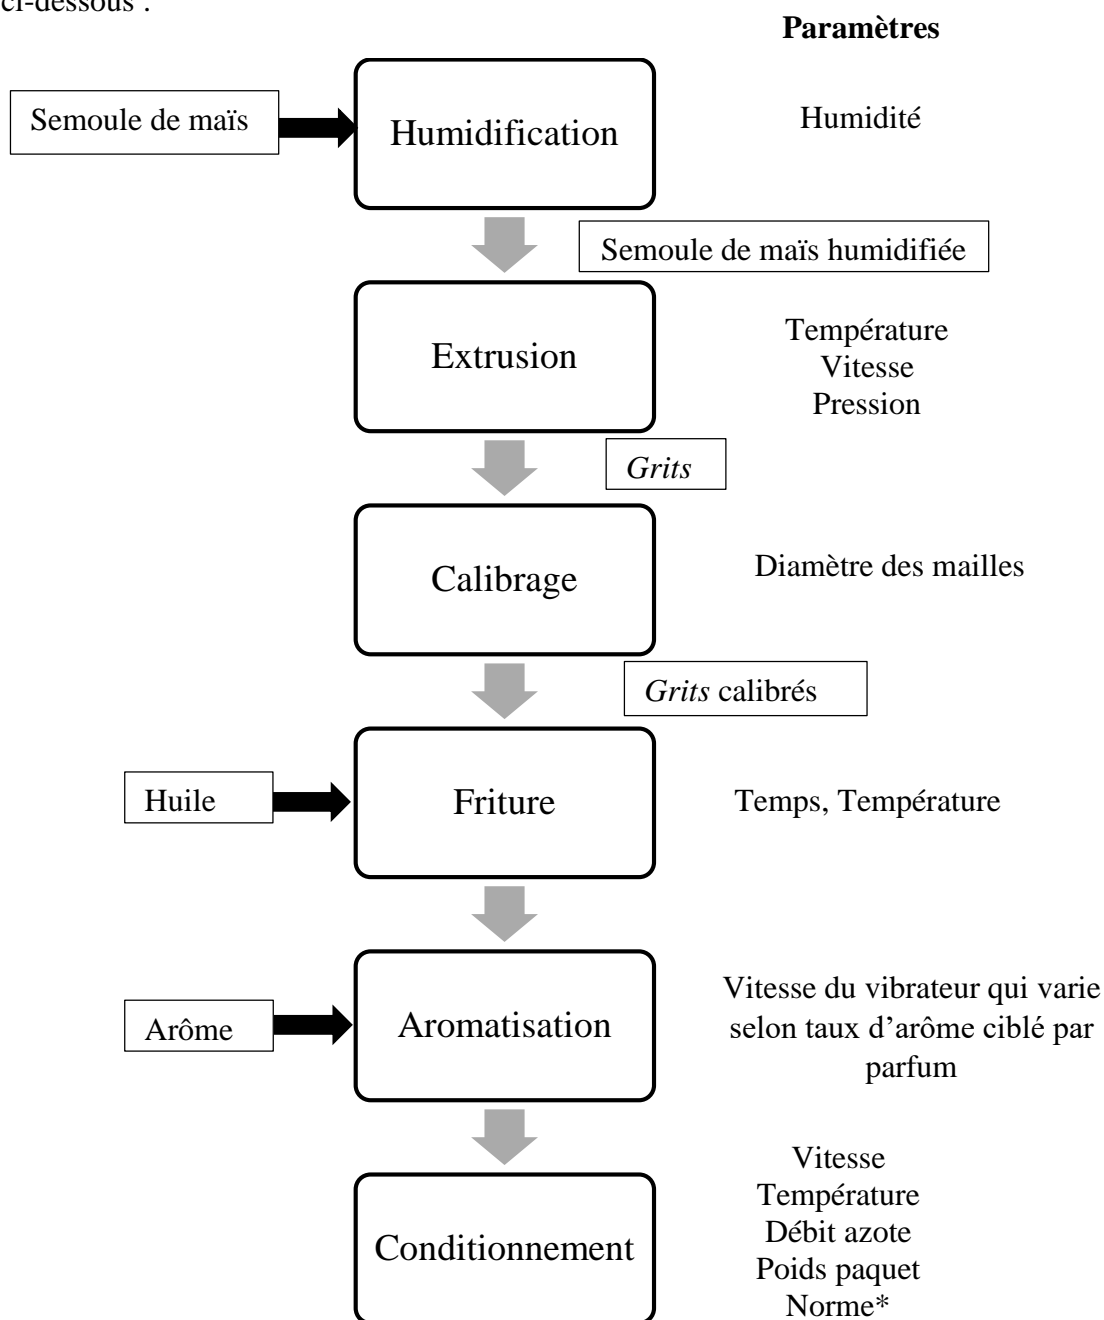 ci-dessous :
Paramètres
Semoule de maïs
Humidification
Humidité
Semoule de maïs humidifiée
Extrusion
Température
Vitesse
Pression
Grits
Calibrage
Diamètre des mailles
Grits calibrés
Huile
Friture
Temps, Température
Arôme
Aromatisation
Vitesse du vibrateur qui varie
selon taux d’arôme ciblé par
parfum
Conditionnement
Vitesse
Température
Débit azote
Poids paquet
Norme*